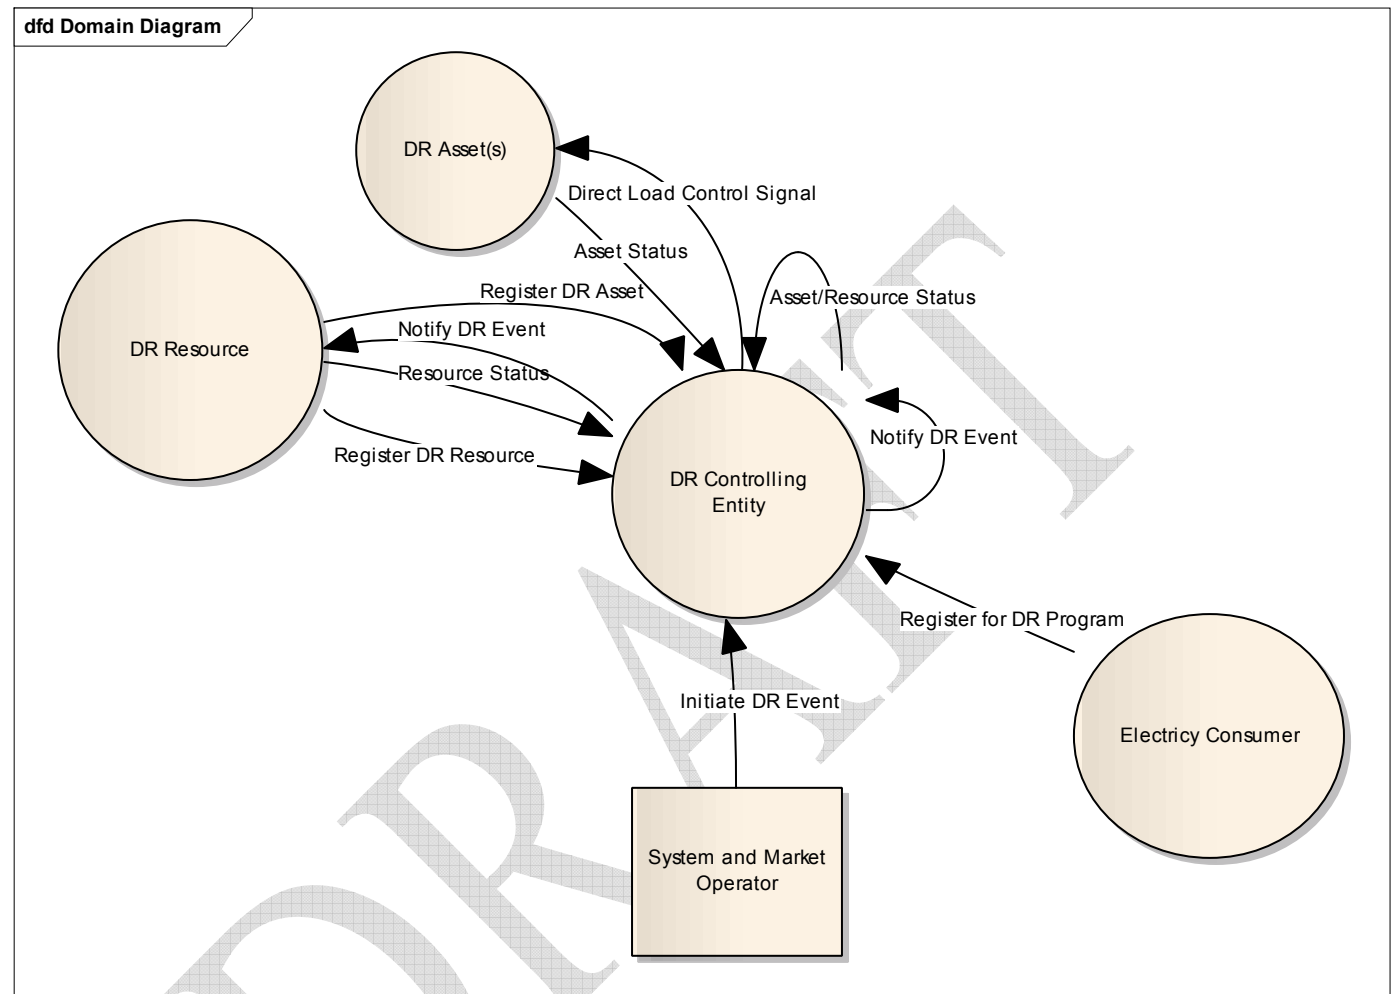 dfd Domain Diagram
DR Asset(s)
Direct Load Control Signal
Asset Status
Register DR Asset
Asset/Resource Status
Notify DR Event
DR Resource
Resource Status
Notify DR Event
Register DR Resource
DR Controlling
Entity
Register for DR Program
Initiate DR Event
Electricy Consumer
System and Market
Operator
DRAFT